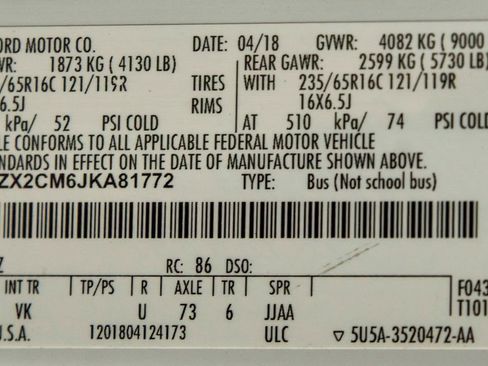 ORD MOTOR CO. DATE: 04/18 GVWR: 4082 KG ( 9000
WR: 1873 KG ( 4130 LB) REAR GAWR: 2599 KG ( 5730 LB)
/65R16C 121/119R TIRES WITH 235/65R16C 121/119R
X6.5J RIMS 16X6.5J
kPa/ 52 PSI COLD AT 510 kPa/ 74 PSI COLD
LE CONFORMS TO ALL APPLICABLE FEDERAL MOTOR VEHICLE
STANDARDS IN EFFECT ON THE DATE OF MANUFACTURE SHOWN ABOVE.
ZX2CM6JKA81772 TYPE: Bus (Not school bus)
Z RC: 86 DSO:
INT TR TP/PS R AXLE TR SPR F043
VK U 73 6 JJAA T101
U.S.A. 1201804124173 ULC ▽ 5U5A-3520472-AA